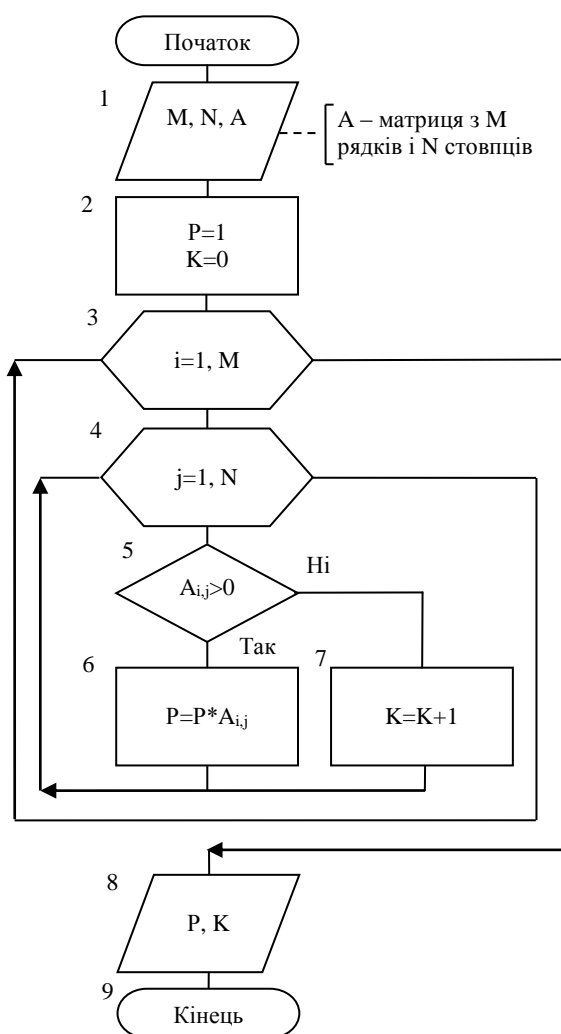 Початок
1
M, N, A
A – матриця з M
рядків і N стовпців
2
P=1
K=0
3
i=1, M
4
j=1, N
5
Ai,j>0
Ні
Так
6
P=P*Ai,j
7
K=K+1
8
P, K
9
Кінець